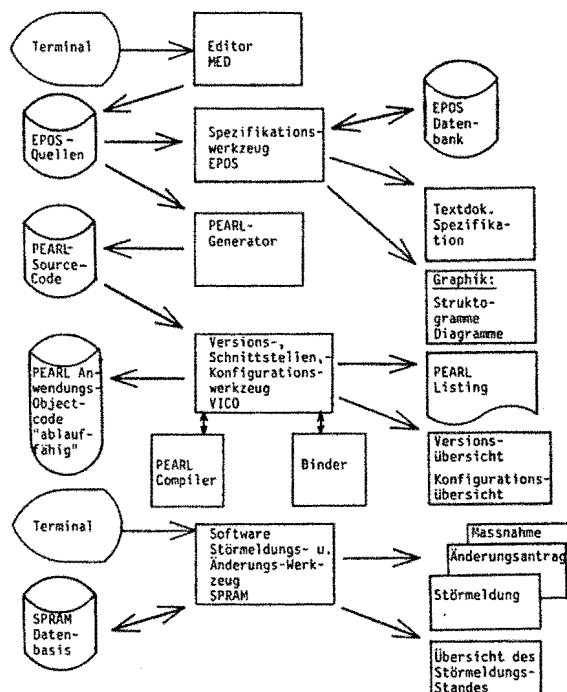 Terminal
Editor
MED
EPOS-
Quellen
Spezifikations-
werkzeug
EPOS
EPOS
Daten-
bank
Textdok.
Spezifika-
tion
PEARL-
Source-
Code
PEARL-
Generator
Graphik:
Strukto-
gramme
Diagramme
PEARL An-
wendungs-
Object-
code
"ablauf-
fähig"
Versions-,
Schnittstellen,-
Konfigurations-
werkzeug
VICO
PEARL
Listing
PEARL
Compiler
Binder
Versions-
übersicht
Konfigurations-
übersicht
Terminal
Software
Störmeldungs- u.
Änderungs-Werk-
zeug
SPRAM
Massnahme
Änderungsantrag
Störmeldung
SPRAM
Daten-
basis
Übersicht des
Störmeldungs-
Standes